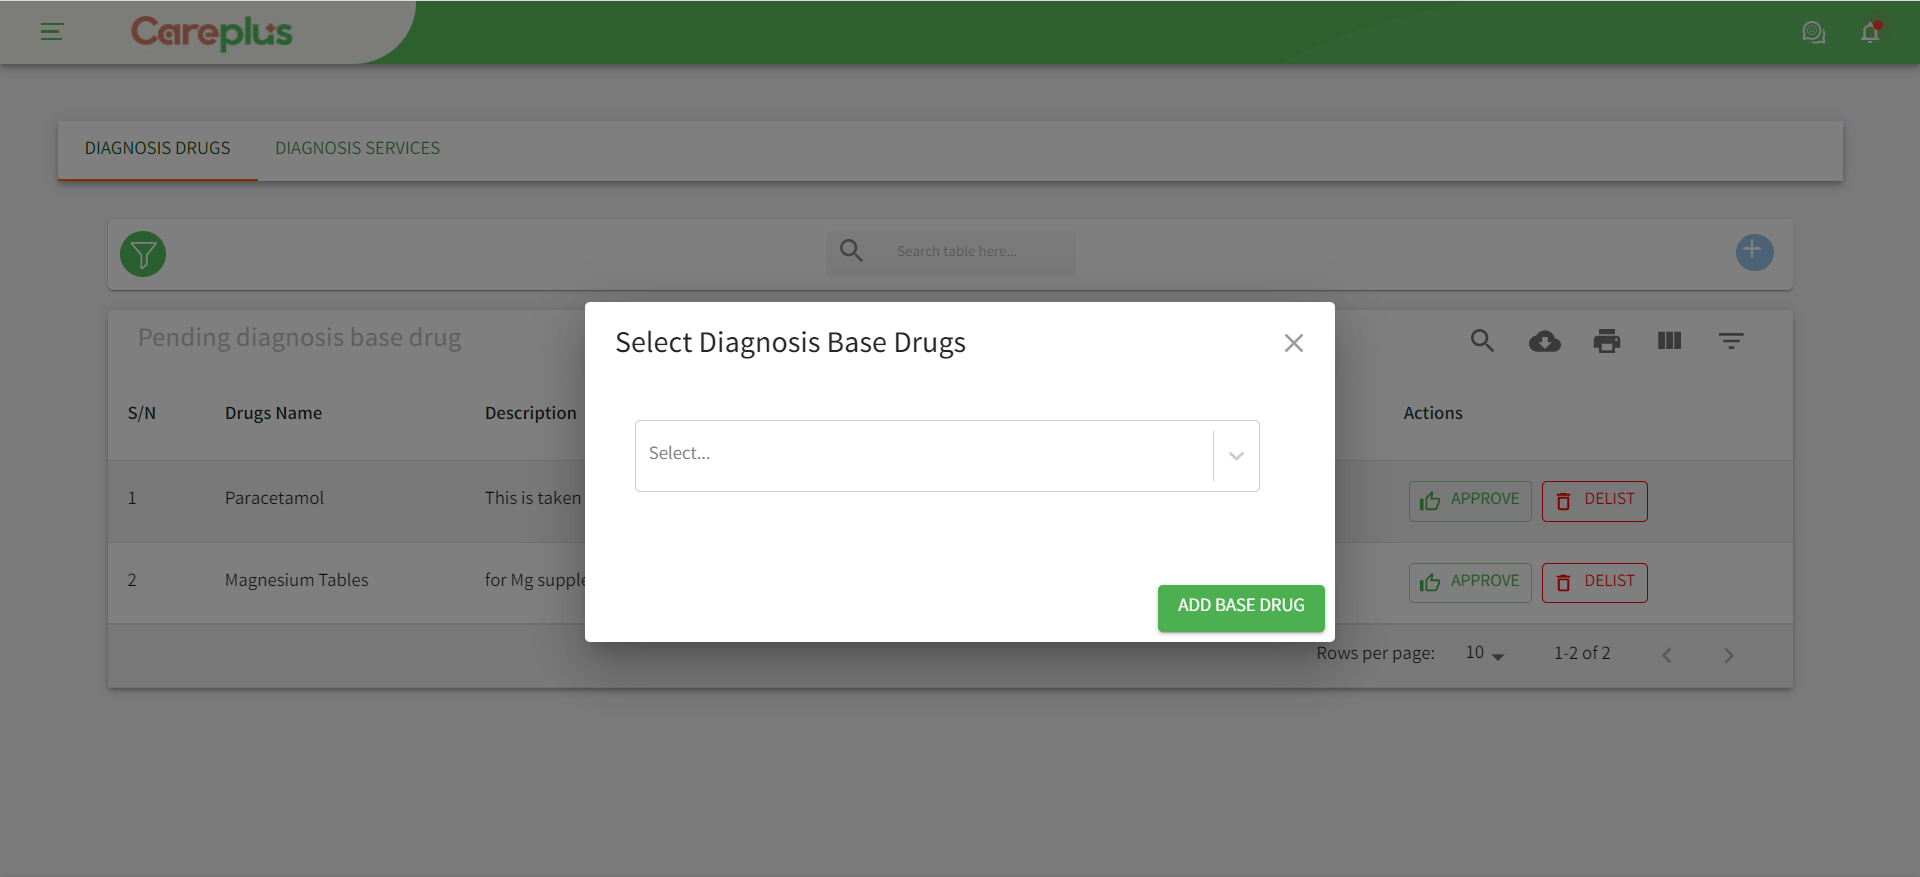 Careplus
DIAGNOSIS DRUGS DIAGNOSIS SERVICES
Search table here...
Pending diagnosis base drug
Select Diagnosis Base Drugs
S/N Drugs Name Description Actions
Select...
1 Paracetamol This is taken APPROVE DELIST
2 Magnesium Tables for Mg supple APPROVE DELIST
ADD BASE DRUG
Rows per page: 10 1-2 of 2